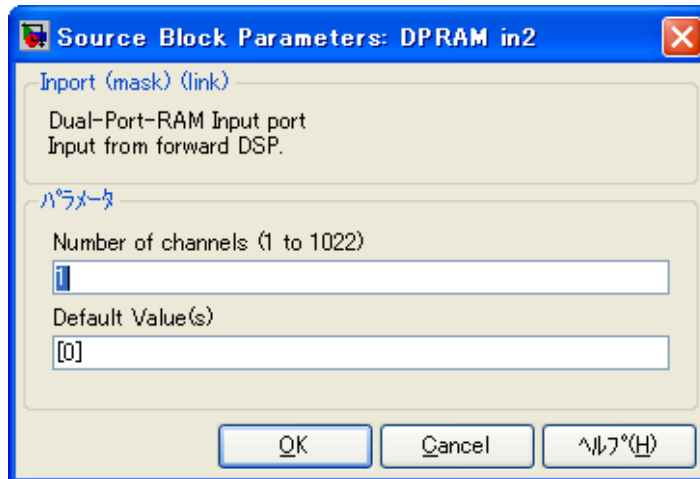 Source Block Parameters: DPRAM in2
Inport (mask) (link)
Dual-Port-RAM Input port
Input from forward DSP.
パラメータ
Number of channels (1 to 1022)
1
Default Value(s)
[0]
OK Cancel ヘルプ(H)